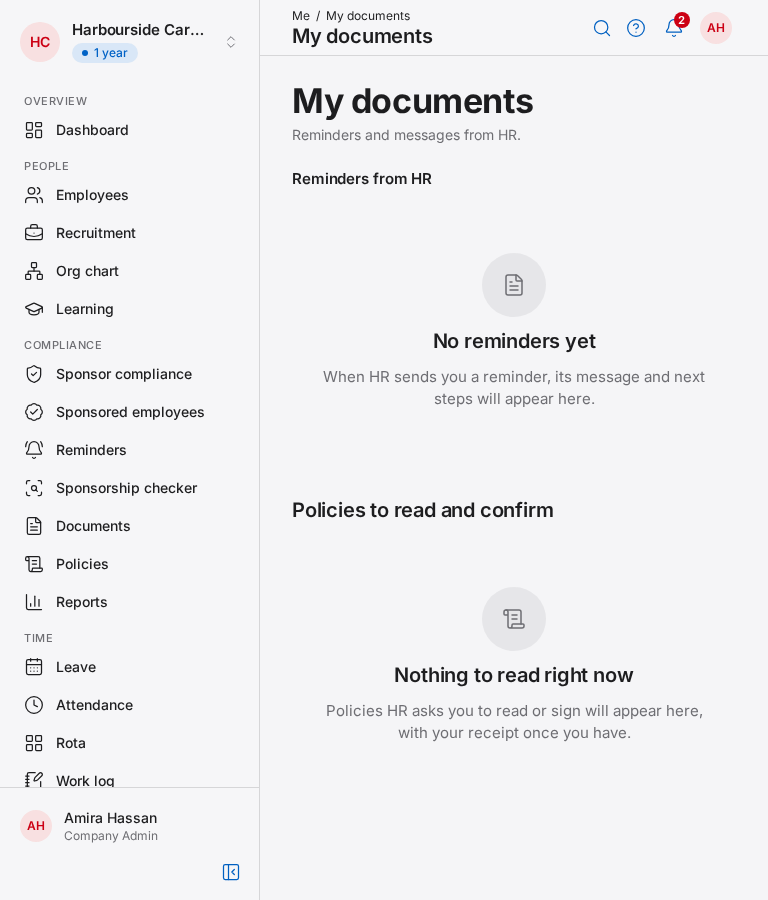 HC
Harbourside Car...
1 year
OVERVIEW
Dashboard
PEOPLE
Employees
Recruitment
Org chart
Learning
COMPLIANCE
Sponsor compliance
Sponsored employees
Reminders
Sponsorship checker
Documents
Policies
Reports
TIME
Leave
Attendance
Rota
Work log
AH
Amira Hassan
Company Admin
Me / My documents
My documents
2
AH
My documents
Reminders and messages from HR.
Reminders from HR
No reminders yet
When HR sends you a reminder, its message and next
steps will appear here.
Policies to read and confirm
Nothing to read right now
Policies HR asks you to read or sign will appear here,
with your receipt once you have.